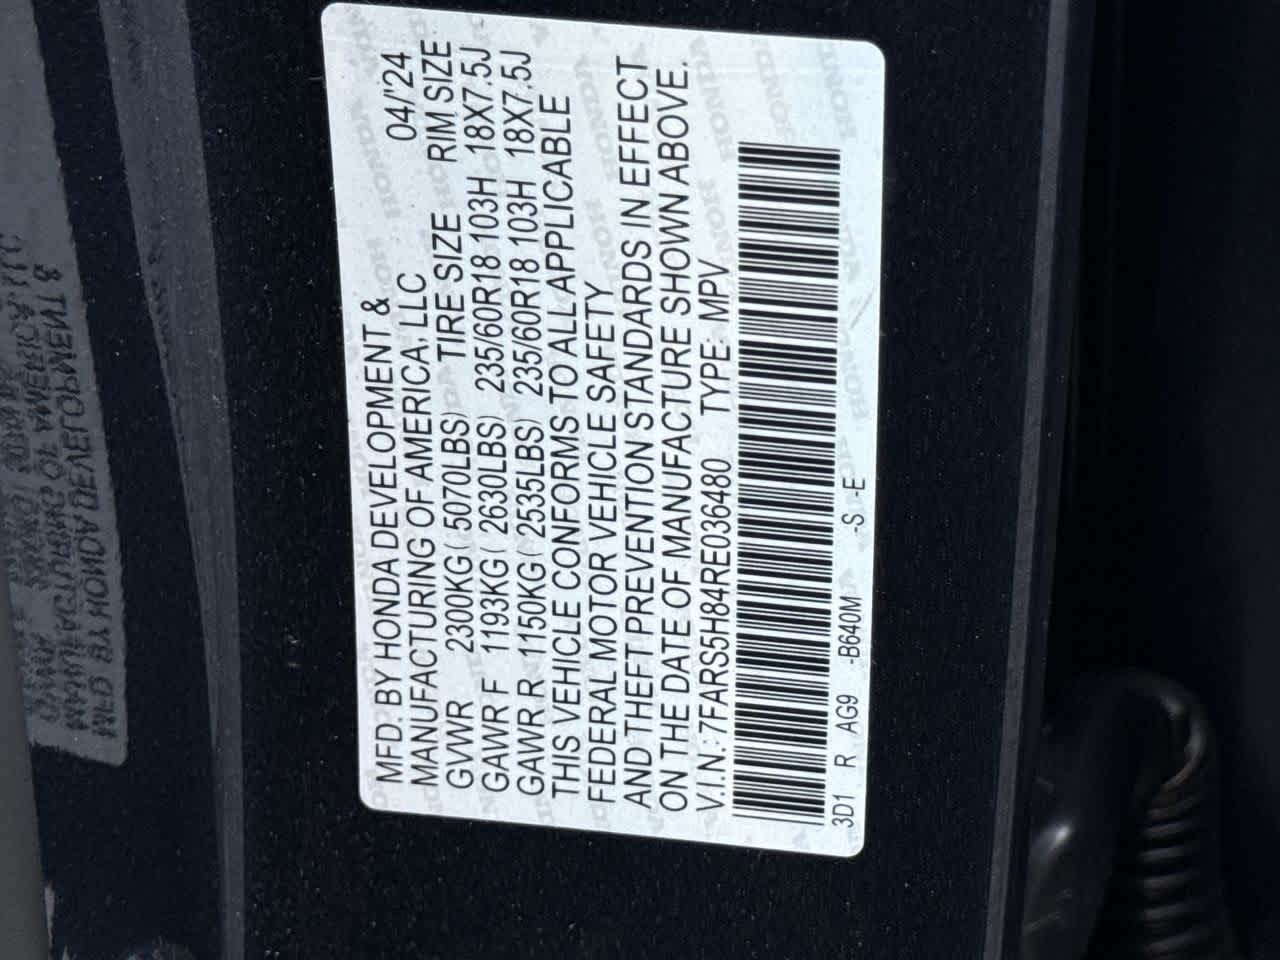 MFD. BY HONDA DEVELOPMENT &
MANUFACTURING OF AMERICA, LLC 04/'24
GVWR 2300KG ( 5070LBS) TIRE SIZE RIM SIZE
GAWR F 1193KG ( 2630LBS) 235/60R18 103H 18X7.5J
GAWR R 1150KG ( 2535LBS) 235/60R18 103H 18X7.5J
THIS VEHICLE CONFORMS TO ALL APPLICABLE
FEDERAL MOTOR VEHICLE SAFETY
AND THEFT PREVENTION STANDARDS IN EFFECT
ON THE DATE OF MANUFACTURE SHOWN ABOVE.
V.I.N.: 7FARS5H84RE036480 TYPE: MPV
3D1 R AG9 -B640M -S -E